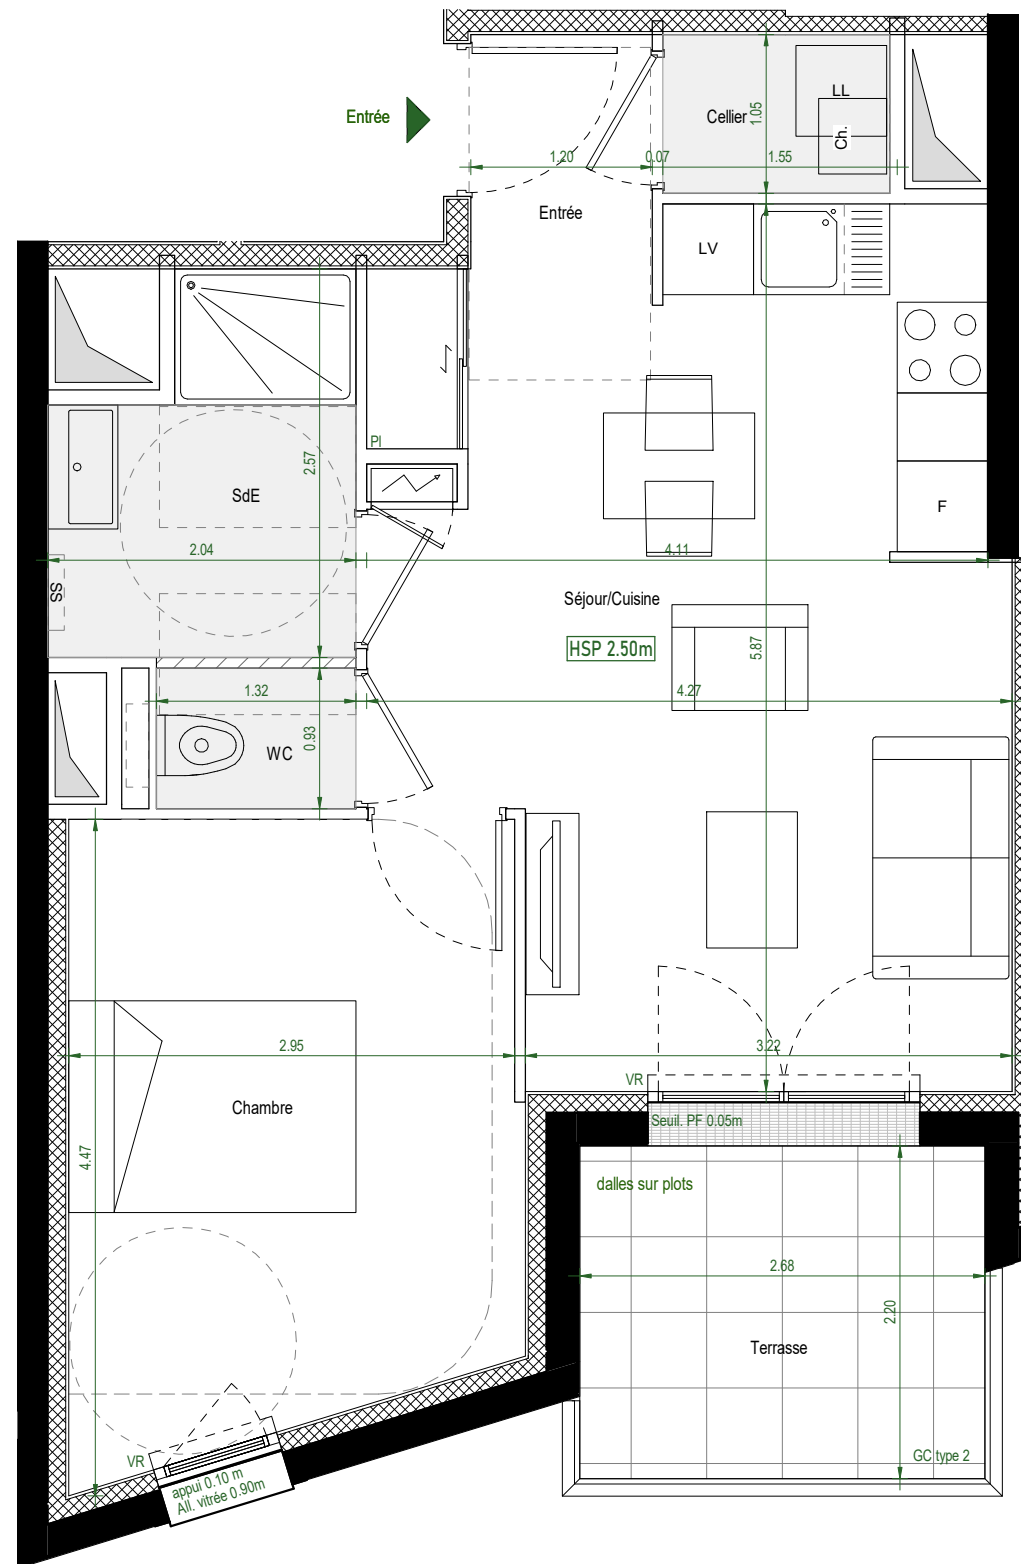 Entrée
Cellier
LL
Ch.
1.05
1.20
0.07
1.55
Entrée
LV
Pl
2.57
SdE
F
2.04
4.11
SS
Séjour/Cuisine
HSP 2.50m
5.87
1.32
4.27
0.93
WC
2.95
3.22
VR
Chambre
Seuil. PF 0.05m
4.47
dalles sur plots
2.68
2.20
Terrasse
VR
GC type 2
appui 0.10 m
All. vitrée 0.90m